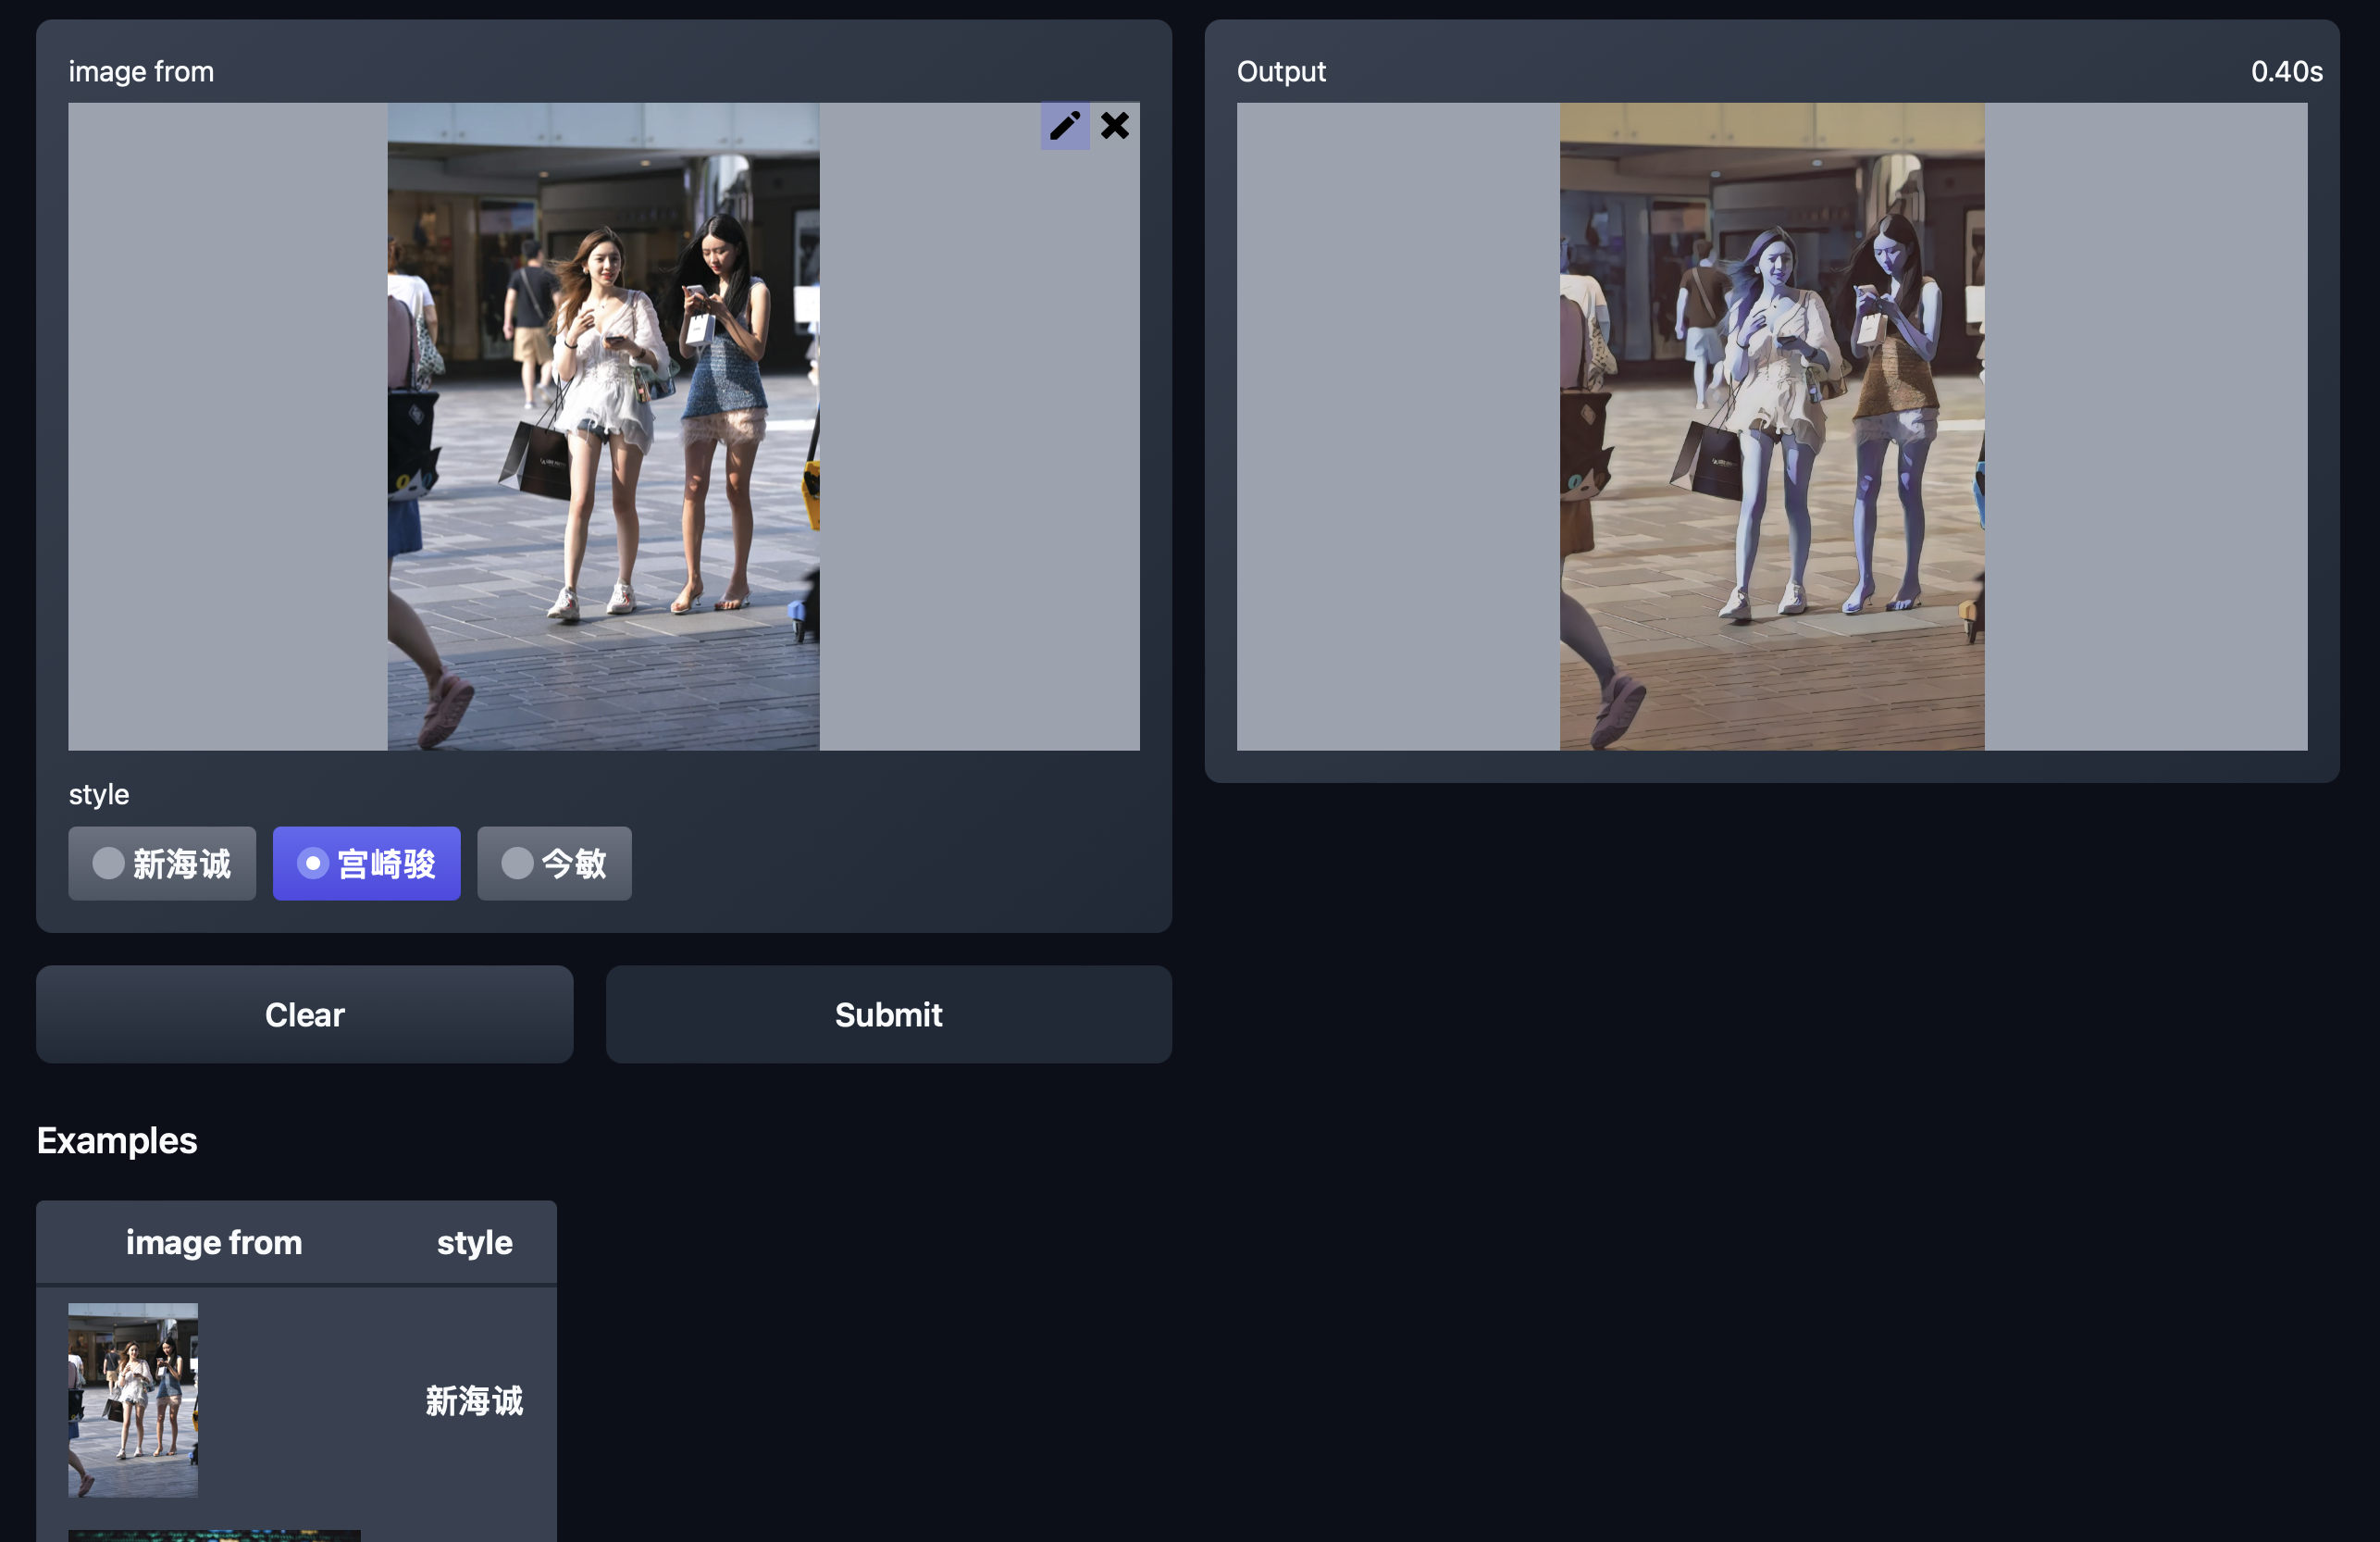 image from
Output
0.40s
style
新海诚
宫崎骏
今敏
Clear
Submit
Examples
image from
style
新海诚